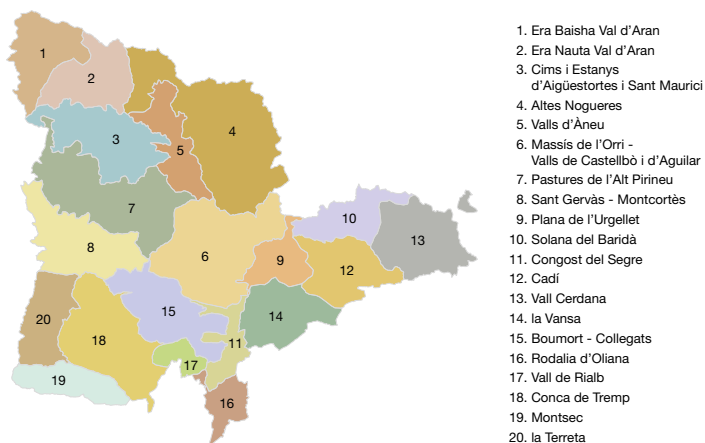 1
2
3
4
5
6
7
8
9
10
11
12
13
14
15
16
17
18
19
20
1. Era Baisha Val d'Aran
2. Era Nauta Val d'Aran
3. Cims i Estanys
d'Aigüestortes i Sant Maurici
4. Altes Nogueres
5. Valls d'Àneu
6. Massís de l'Orri -
Valls de Castellbò i d'Aguilar
7. Pastures de l'Alt Pirineu
8. Sant Gervàs - Montcortès
9. Plana de l'Urgellet
10. Solana del Baridà
11. Congost del Segre
12. Cadí
13. Vall Cerdana
14. la Vansa
15. Boumort - Collegats
16. Rodalia d'Oliana
17. Vall de Rialb
18. Conca de Tremp
19. Montsec
20. la Terreta